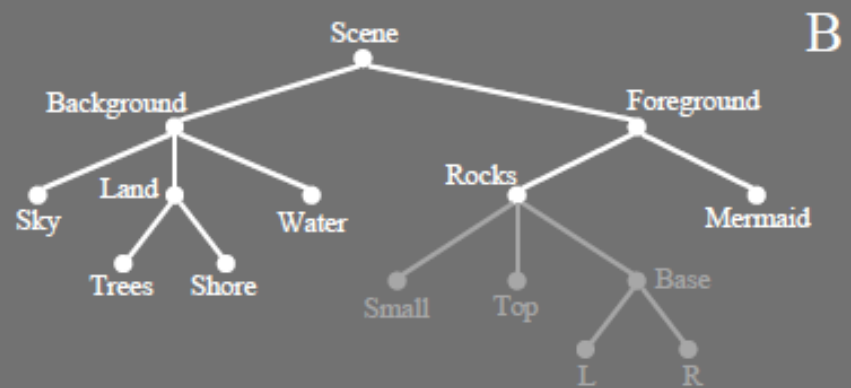 Scene
B
Background
Foreground
Land
Rocks
Sky
Water
Mermaid
Trees
Shore
Small
Top
Base
L
R